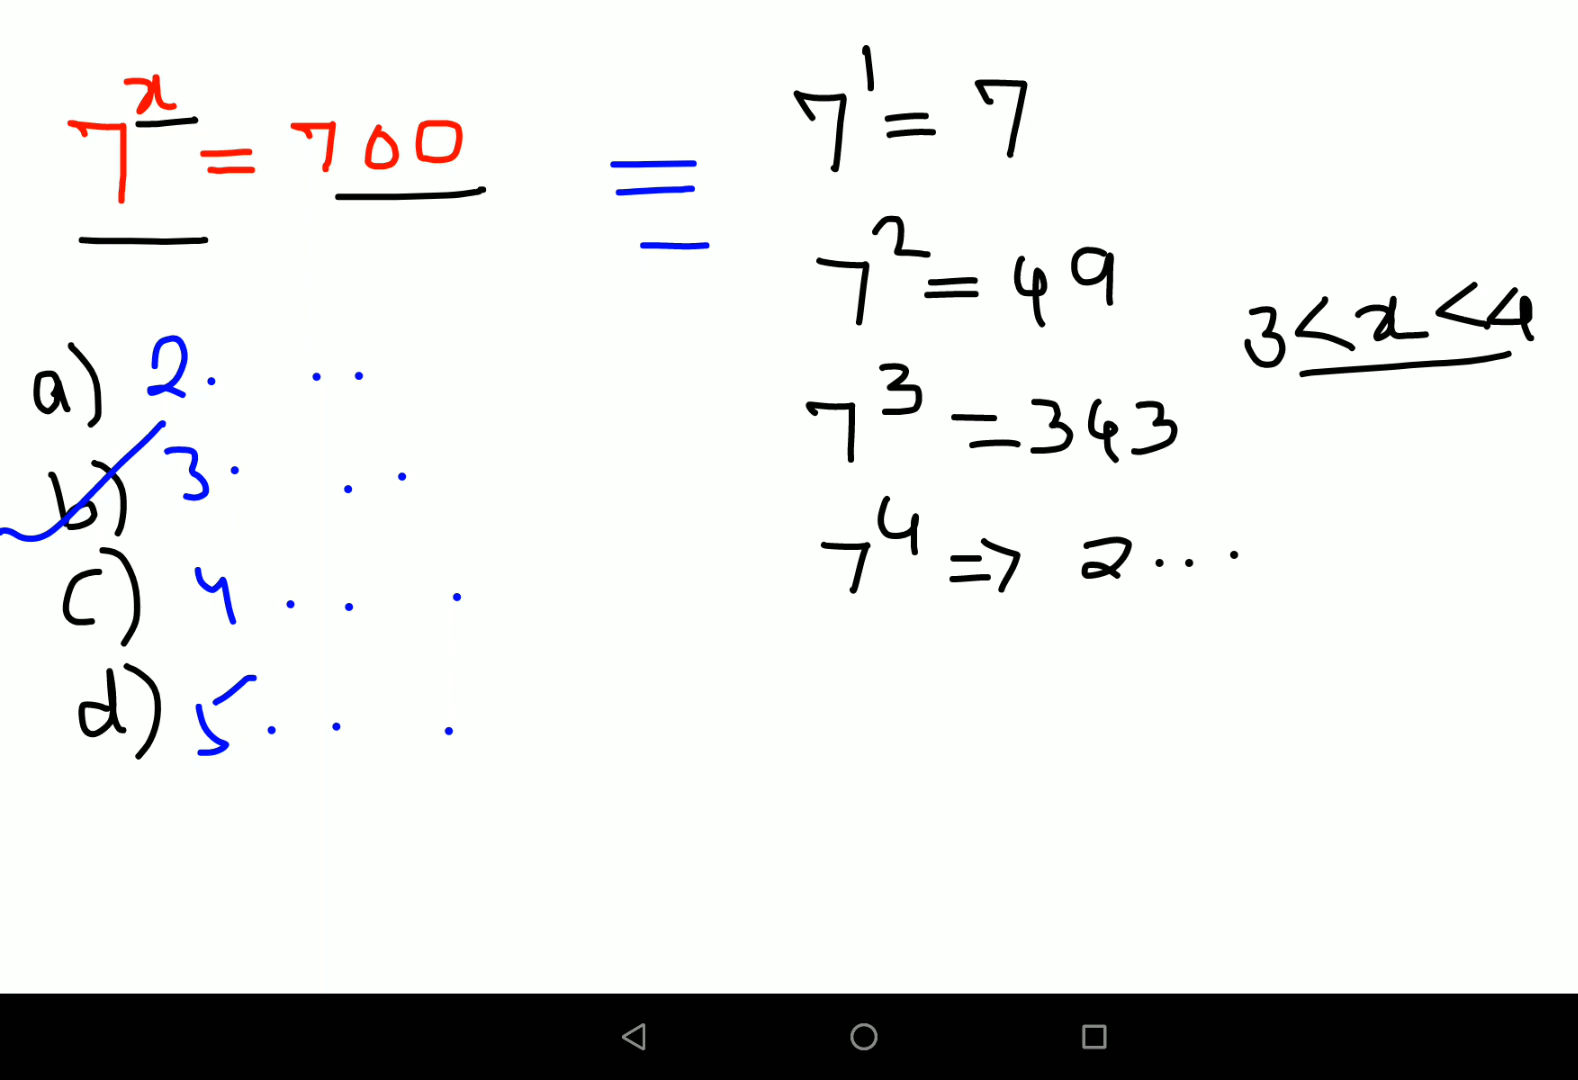 7^x = 700
a) 2. ..
b) 3. ..
c) 4 . . .
d) 5. . .
7^1 = 7
7^2 = 49
7^3 = 343
7^4 => 2...
3<x<4